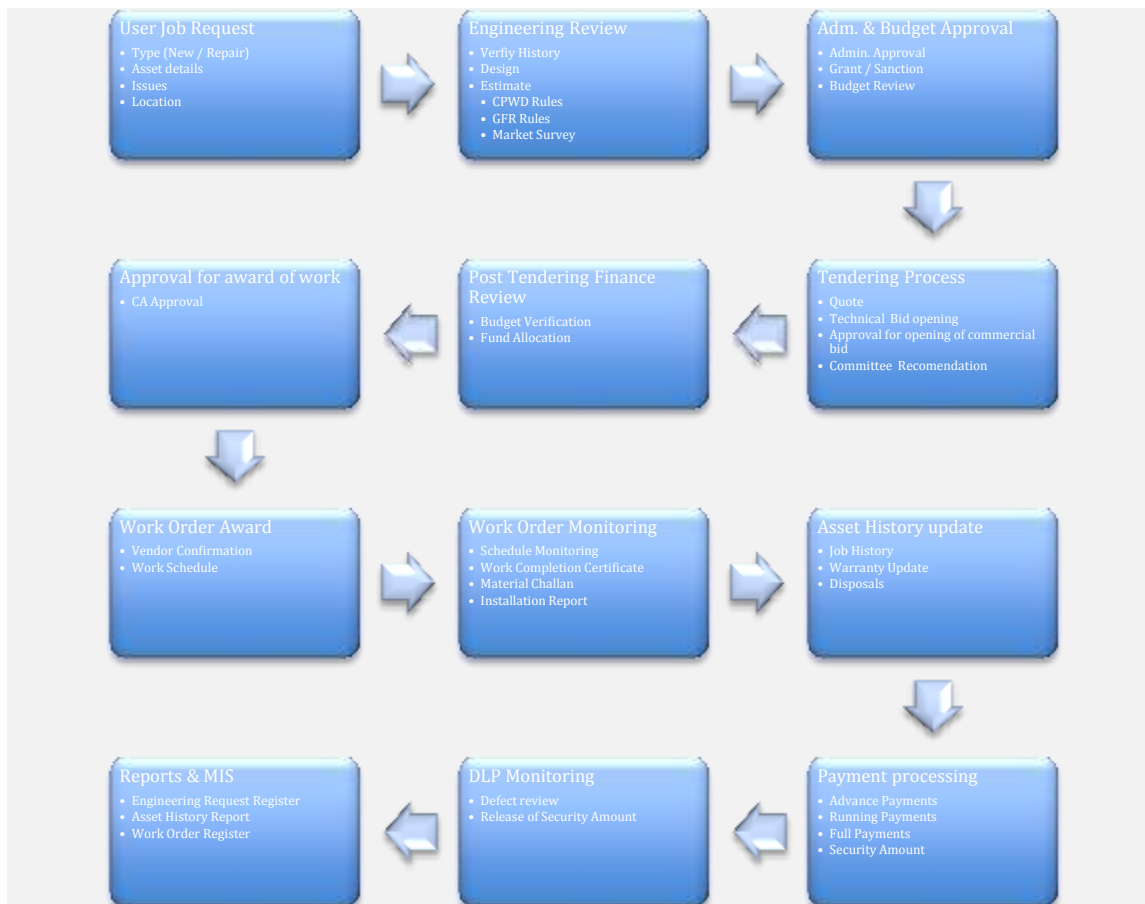 User Job Request
• Type (New / Repair)
• Asset details
• Issues
• Location
Engineering Review
• Verfiy History
• Design
• Estimate
• CPWD Rules
• GFR Rules
• Market Survey
Adm. & Budget Approval
• Admin. Approval
• Grant / Sanction
• Budget Review
Tendering Process
• Quote
• Technical Bid opening
• Approval for opening of commercial
bid
• Committee Recomendation
Post Tendering Finance
Review
• Budget Verification
• Fund Allocation
Approval for award of work
• CA Approval
Work Order Award
• Vendor Confirmation
• Work Schedule
Work Order Monitoring
• Schedule Monitoring
• Work Completion Certificate
• Material Challan
• Installation Report
Asset History update
• Job History
• Warranty Update
• Disposals
Payment processing
• Advance Payments
• Running Payments
• Full Payments
• Security Amount
DLP Monitoring
• Defect review
• Release of Security Amount
Reports & MIS
• Engineering Request Register
• Asset History Report
• Work Order Register